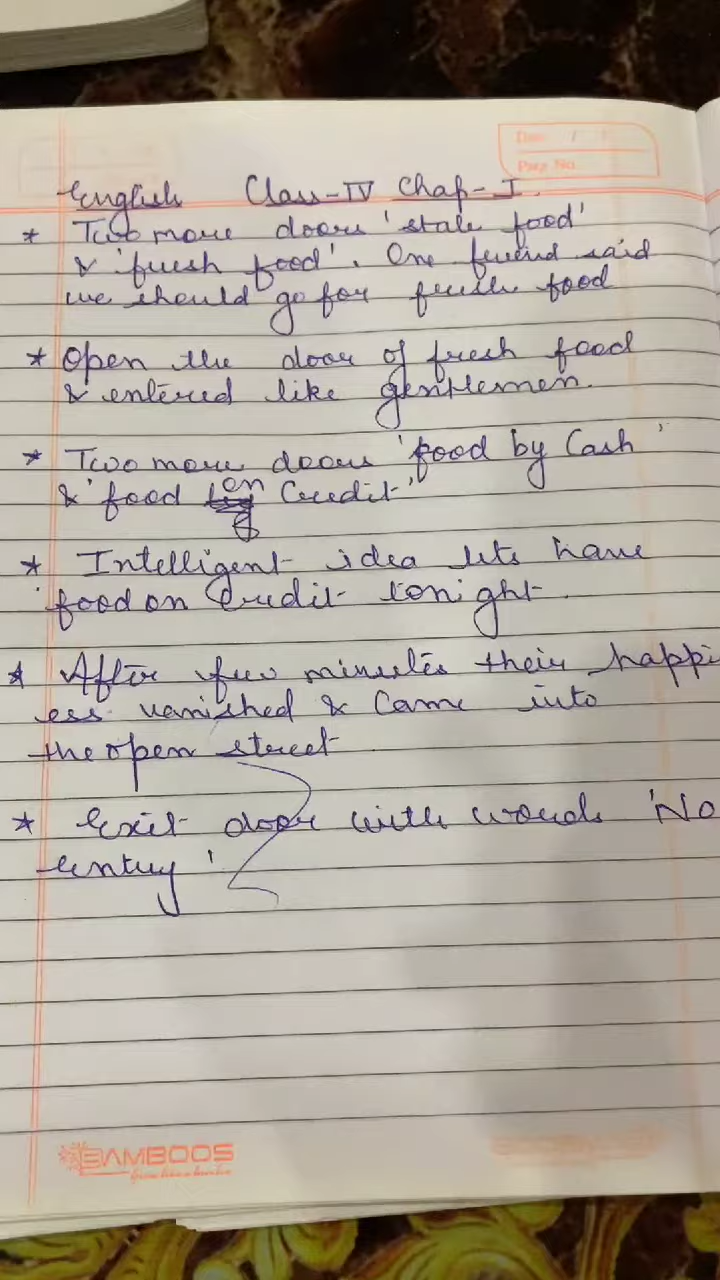 Date / /
Page No.
English Class-IV Chap-I
* Two more doors 'stale food'
& 'fresh food'. One friend said
we should go for fresh food
* Open the door of fresh food
& entered like gentlemen.
* Two more doors 'food by Cash'
& 'food on Credit'
* Intelligent idea lets have
food on Credit tonight.
* After few minutes their happi
ess vanished & Came into
the open street
* Exit door with words 'No
Entry'
BAMBOOS